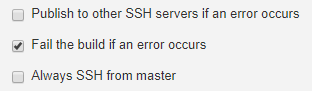 Publish to other SSH servers if an error occurs
Fail the build if an error occurs
Always SSH from master